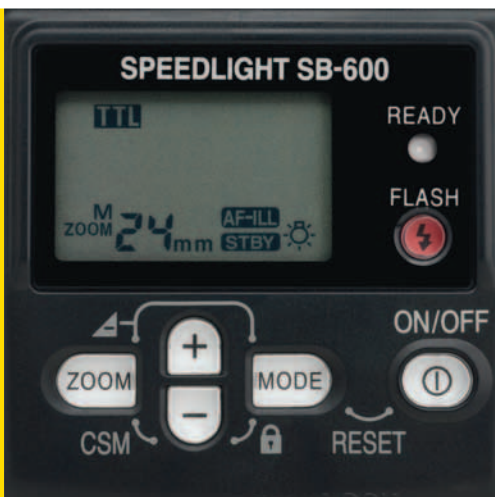 SPEEDLIGHT SB-600
TTL
READY
FLASH
M
ZOOM 24mm
AF-ILL
STBY
ON/OFF
+
ZOOM
MODE
-
CSM
RESET